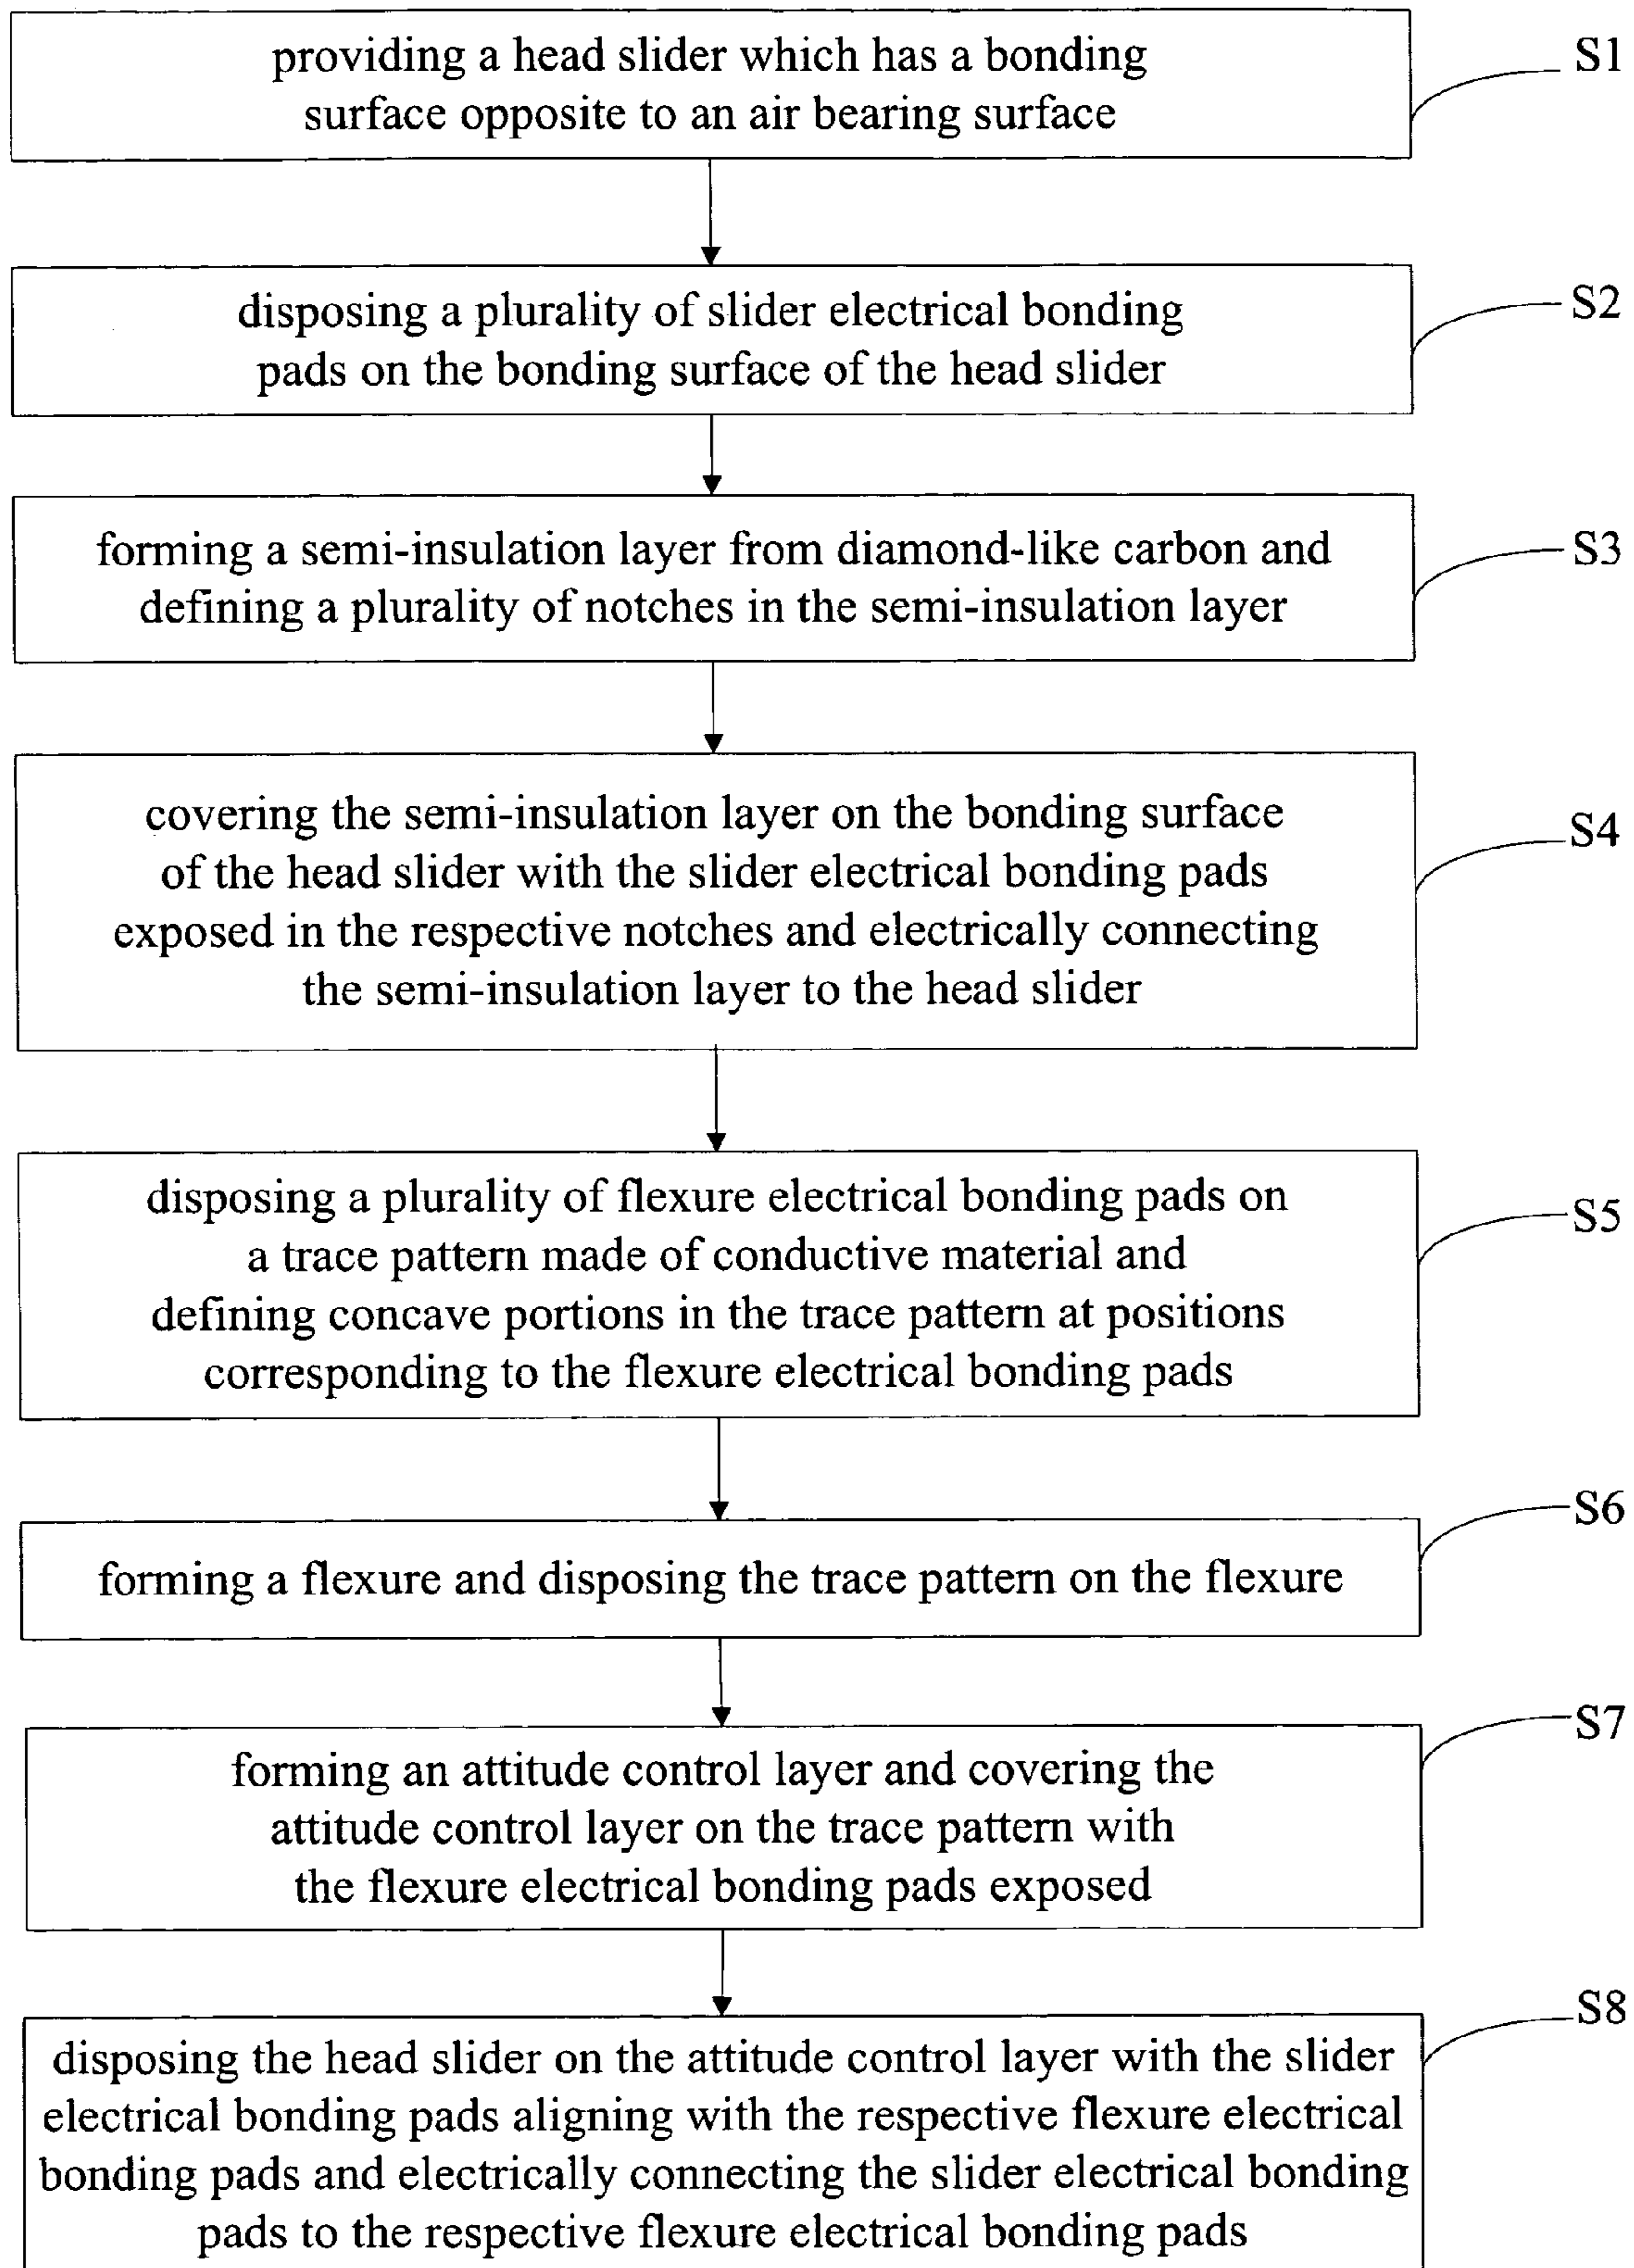 providing a head slider which has a bonding
surface opposite to an air bearing surface
S1
disposing a plurality of slider electrical bonding
pads on the bonding surface of the head slider
S2
forming a semi-insulation layer from diamond-like carbon and
defining a plurality of notches in the semi-insulation layer
S3
covering the semi-insulation layer on the bonding surface
of the head slider with the slider electrical bonding pads
exposed in the respective notches and electrically connecting
the semi-insulation layer to the head slider
S4
disposing a plurality of flexure electrical bonding pads on
a trace pattern made of conductive material and
defining concave portions in the trace pattern at positions
corresponding to the flexure electrical bonding pads
S5
forming a flexure and disposing the trace pattern on the flexure
S6
forming an attitude control layer and covering the
attitude control layer on the trace pattern with
the flexure electrical bonding pads exposed
S7
disposing the head slider on the attitude control layer with the slider
electrical bonding pads aligning with the respective flexure electrical
bonding pads and electrically connecting the slider electrical bonding
pads to the respective flexure electrical bonding pads
S8